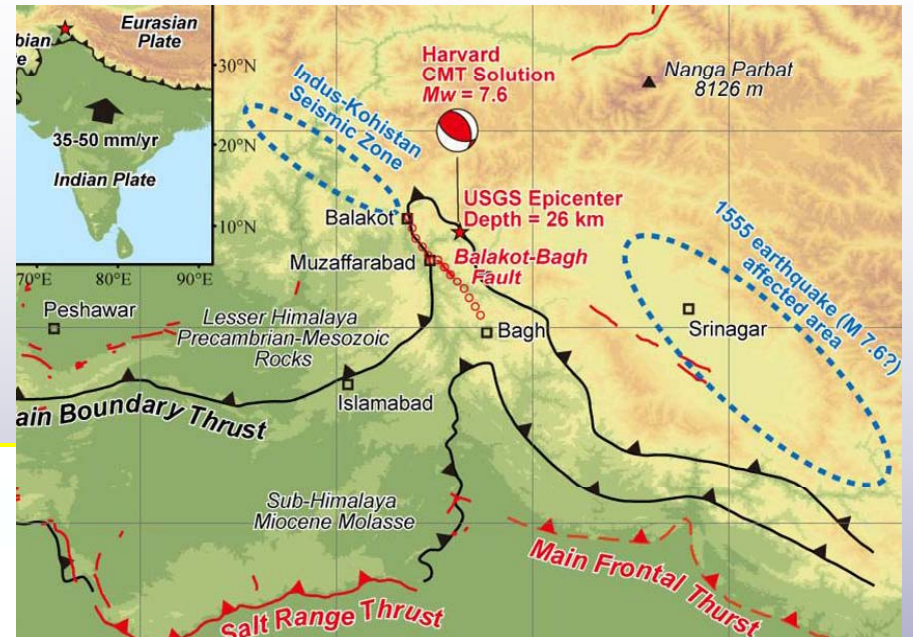 Eurasian
Plate
bian
e
30°N
35-50 mm/yr
20°N
Indian Plate
10°N
70°E
80°E
90°E
Harvard
CMT Solution
Mw = 7.6
Nanga Parbat
8126 m
Indus-Kohistan
Seismic Zone
USGS Epicenter
Depth = 26 km
Balakot
Balakot-Bagh
Fault
Muzaffarabad
1555 earthquake (M 7.6?)
affected area
Peshawar
Lesser Himalaya
Precambrian-Mesozoic
Rocks
Bagh
Srinagar
Islamabad
ain Boundary Thrust
Sub-Himalaya
Miocene Molasse
Main Frontal Thurst
Salt Range Thrust